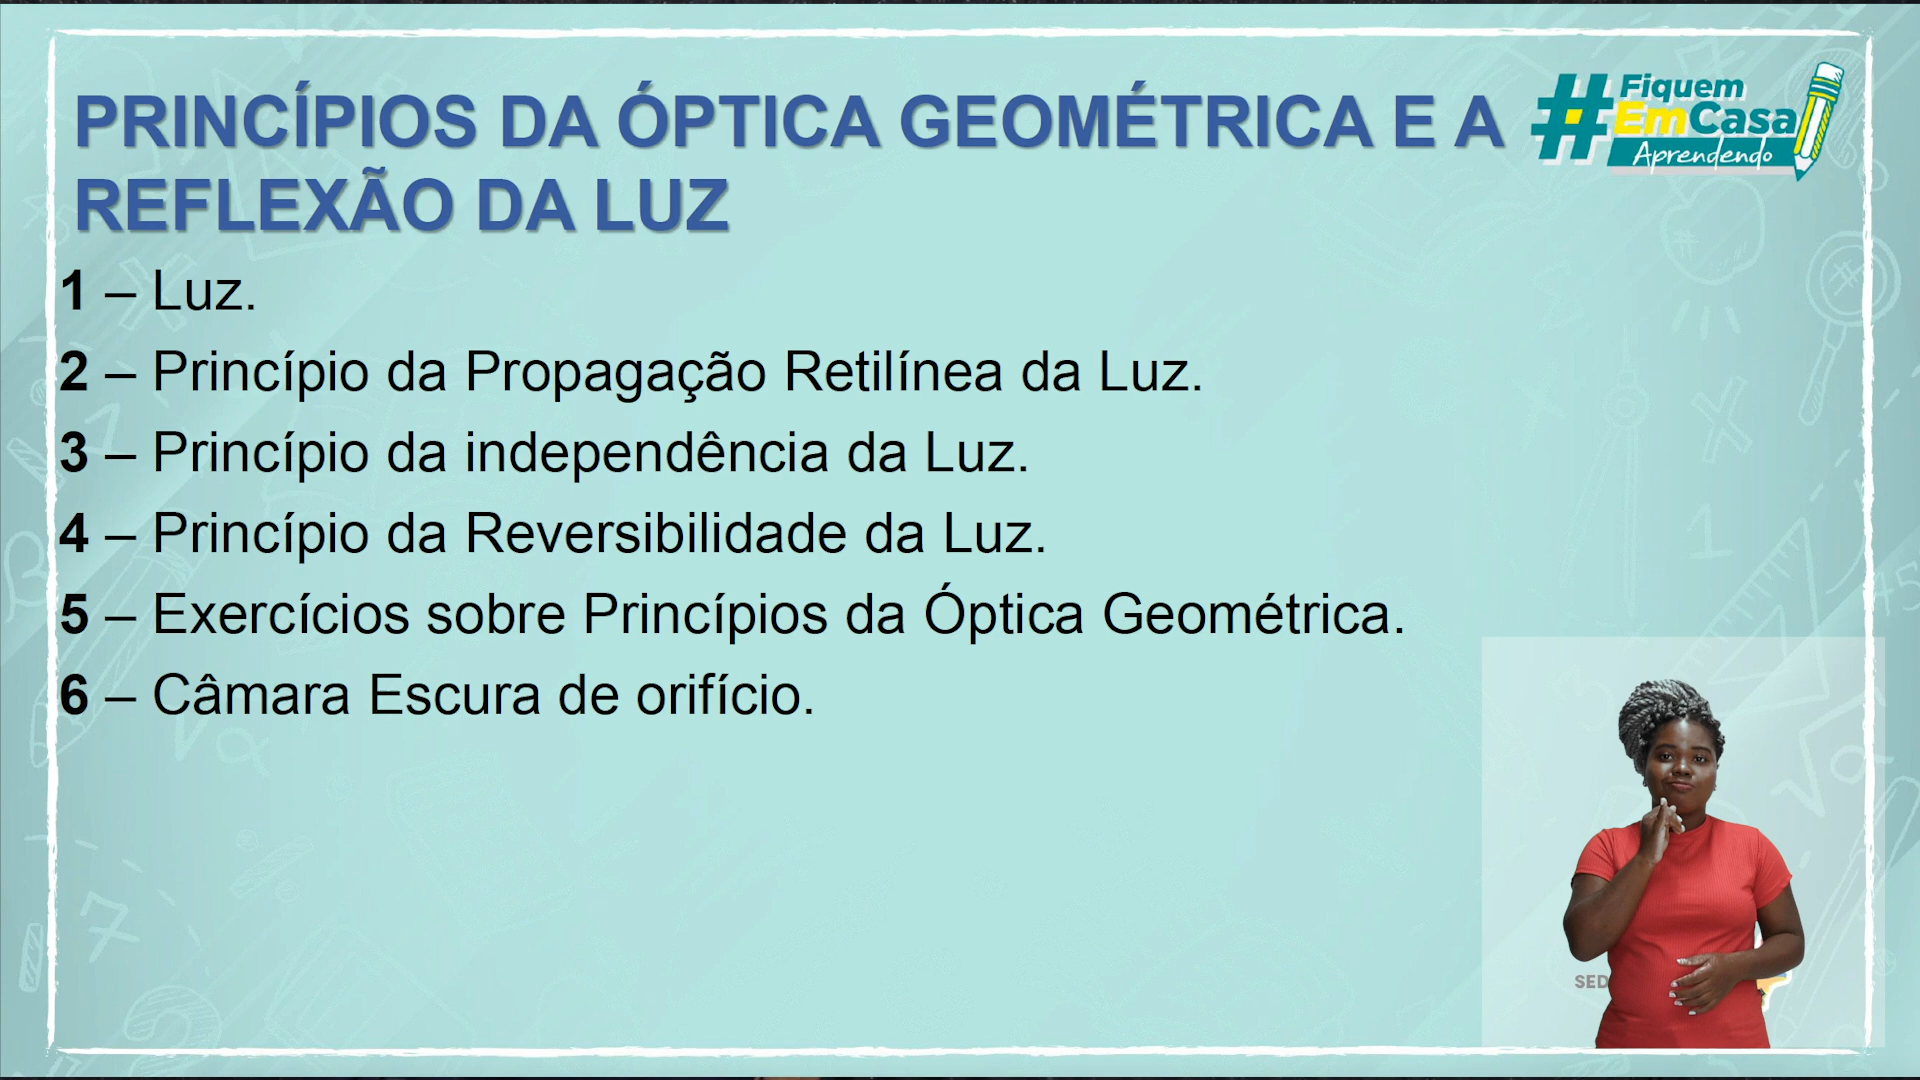 PRINCÍPIOS DA ÓPTICA GEOMÉTRICA E A
REFLEXÃO DA LUZ
#Fiquem
EmCasa
Aprendendo
1 – Luz.
2 – Princípio da Propagação Retilínea da Luz.
3 – Princípio da independência da Luz.
4 – Princípio da Reversibilidade da Luz.
5 – Exercícios sobre Princípios da Óptica Geométrica.
6 – Câmara Escura de orifício.
SED